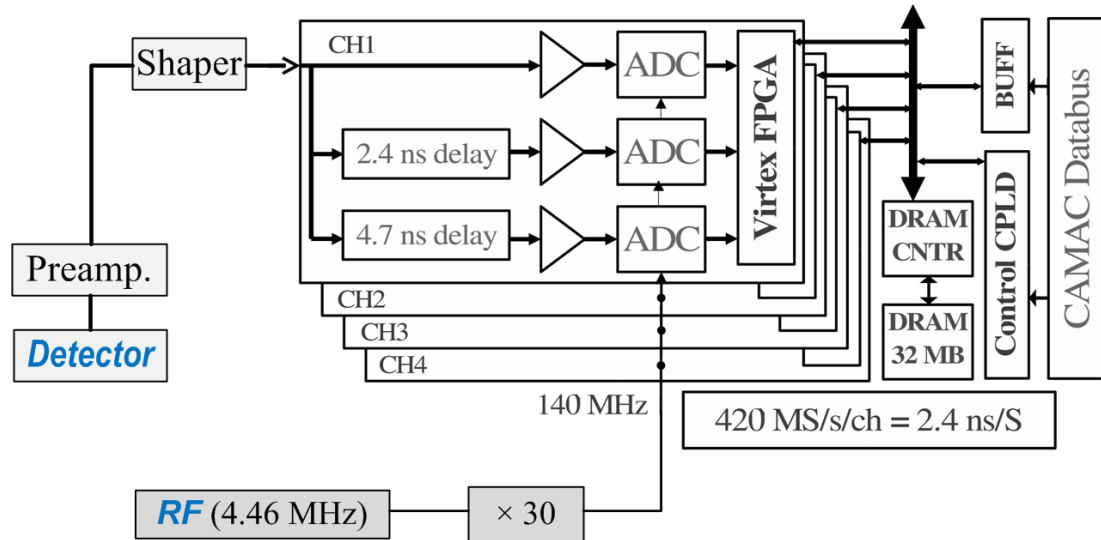 CH1
Shaper
ADC
Virtex FPGA
BUFF
CAMAC Databus
2.4 ns delay
ADC
Control CPLD
4.7 ns delay
ADC
DRAM
CNTR
Preamp.
CH2
CH3
DRAM
32 MB
Detector
CH4
140 MHz
420 MS/s/ch = 2.4 ns/S
RF (4.46 MHz)
× 30